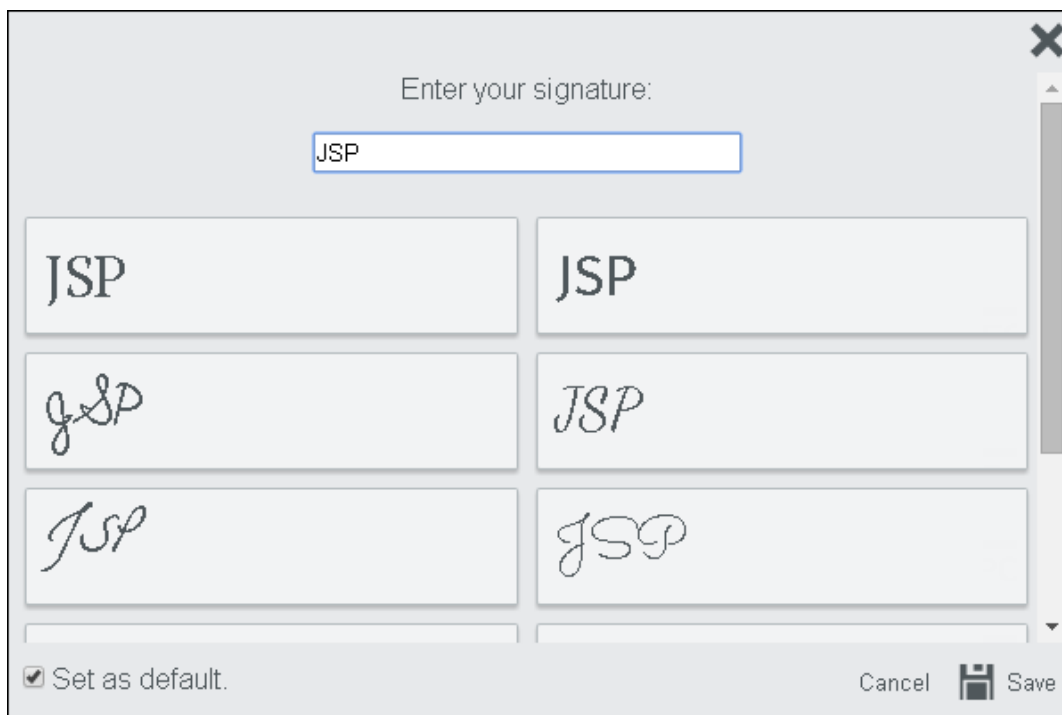 Enter your signature:
JSP
JSP
JSP
JSP
JSP
JSP
JSP
Set as default.
Cancel
Save